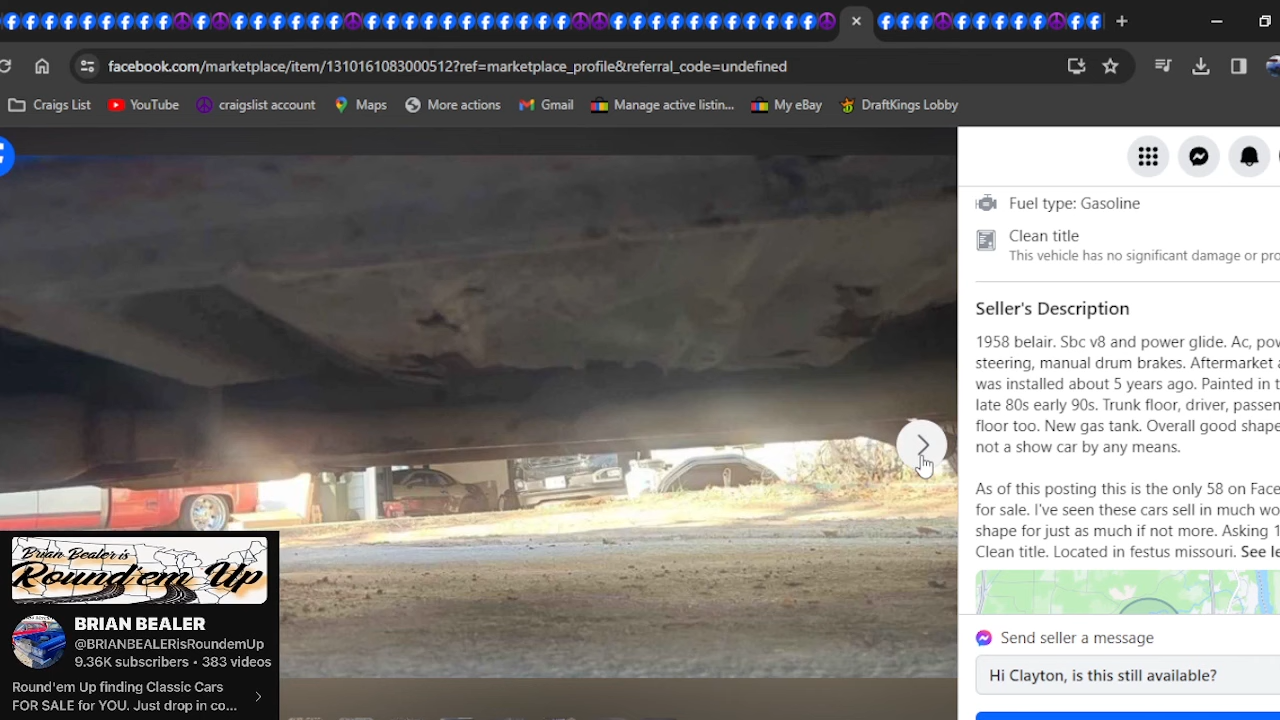 facebook.com/marketplace/item/1310161083000512?ref=marketplace_profile&referral_code=undefined
Craigs List
YouTube
craigslist account
Maps
More actions
Gmail
Manage active listin...
My eBay
DraftKings Lobby
Fuel type: Gasoline
Clean title
This vehicle has no significant damage or pro
Seller's Description
1958 belair. Sbc v8 and power glide. Ac, pow
steering, manual drum brakes. Aftermarket a
was installed about 5 years ago. Painted in t
late 80s early 90s. Trunk floor, driver, passen
floor too. New gas tank. Overall good shape
not a show car by any means.
As of this posting this is the only 58 on Face
for sale. I've seen these cars sell in much wo
shape for just as much if not more. Asking 1
Clean title. Located in festus missouri. See le
Send seller a message
Hi Clayton, is this still available?
Brian Bealer is
Round'em Up
BRIAN BEALER
@BRIANBEALERisRoundemUp
9.36K subscribers • 383 videos
Round'em Up finding Classic Cars
FOR SALE for YOU. Just drop in co...